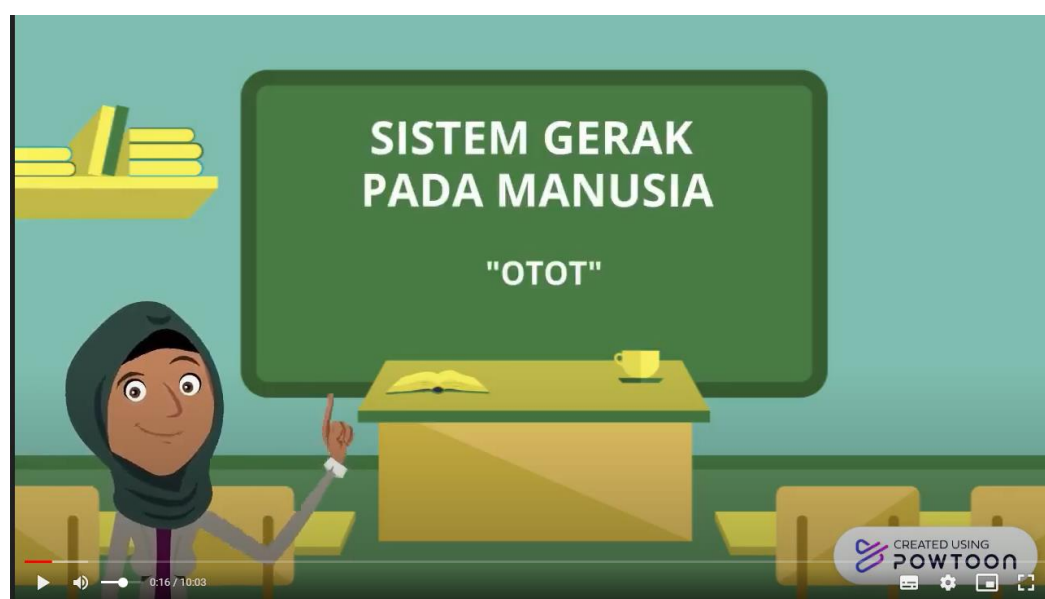 SISTEM GERAK
PADA MANUSIA
"OTOT"
CREATED USING
POWTOON
0:16 / 10:03